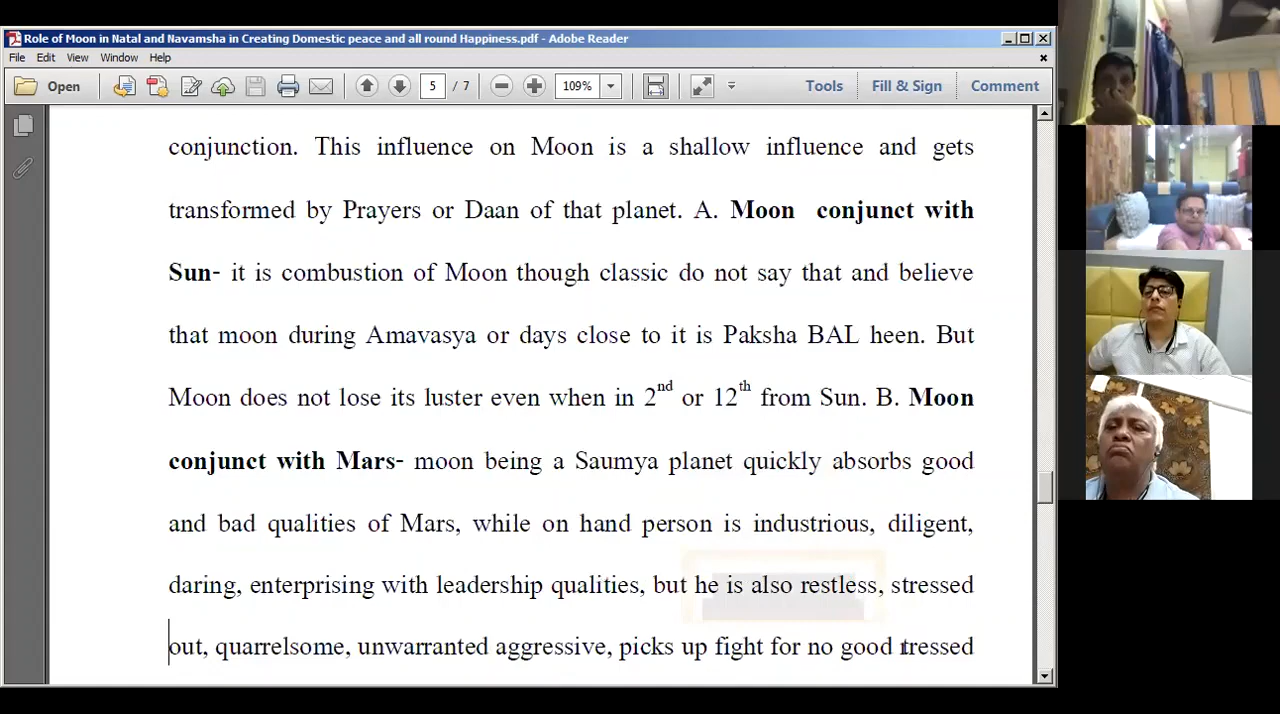 Role of Moon in Natal and Navamsha in Creating Domestic peace and all round Happiness.pdf - Adobe Reader
File Edit View Window Help
Open 5 / 7 109% Tools Fill & Sign Comment
conjunction. This influence on Moon is a shallow influence and gets
transformed by Prayers or Daan of that planet. A. Moon conjunct with
Sun- it is combustion of Moon though classic do not say that and believe
that moon during Amavasya or days close to it is Paksha BAL heen. But
Moon does not lose its luster even when in 2nd or 12th from Sun. B. Moon
conjunct with Mars- moon being a Saumya planet quickly absorbs good
and bad qualities of Mars, while on hand person is industrious, diligent,
daring, enterprising with leadership qualities, but he is also restless, stressed
out, quarrelsome, unwarranted aggressive, picks up fight for no good tressed